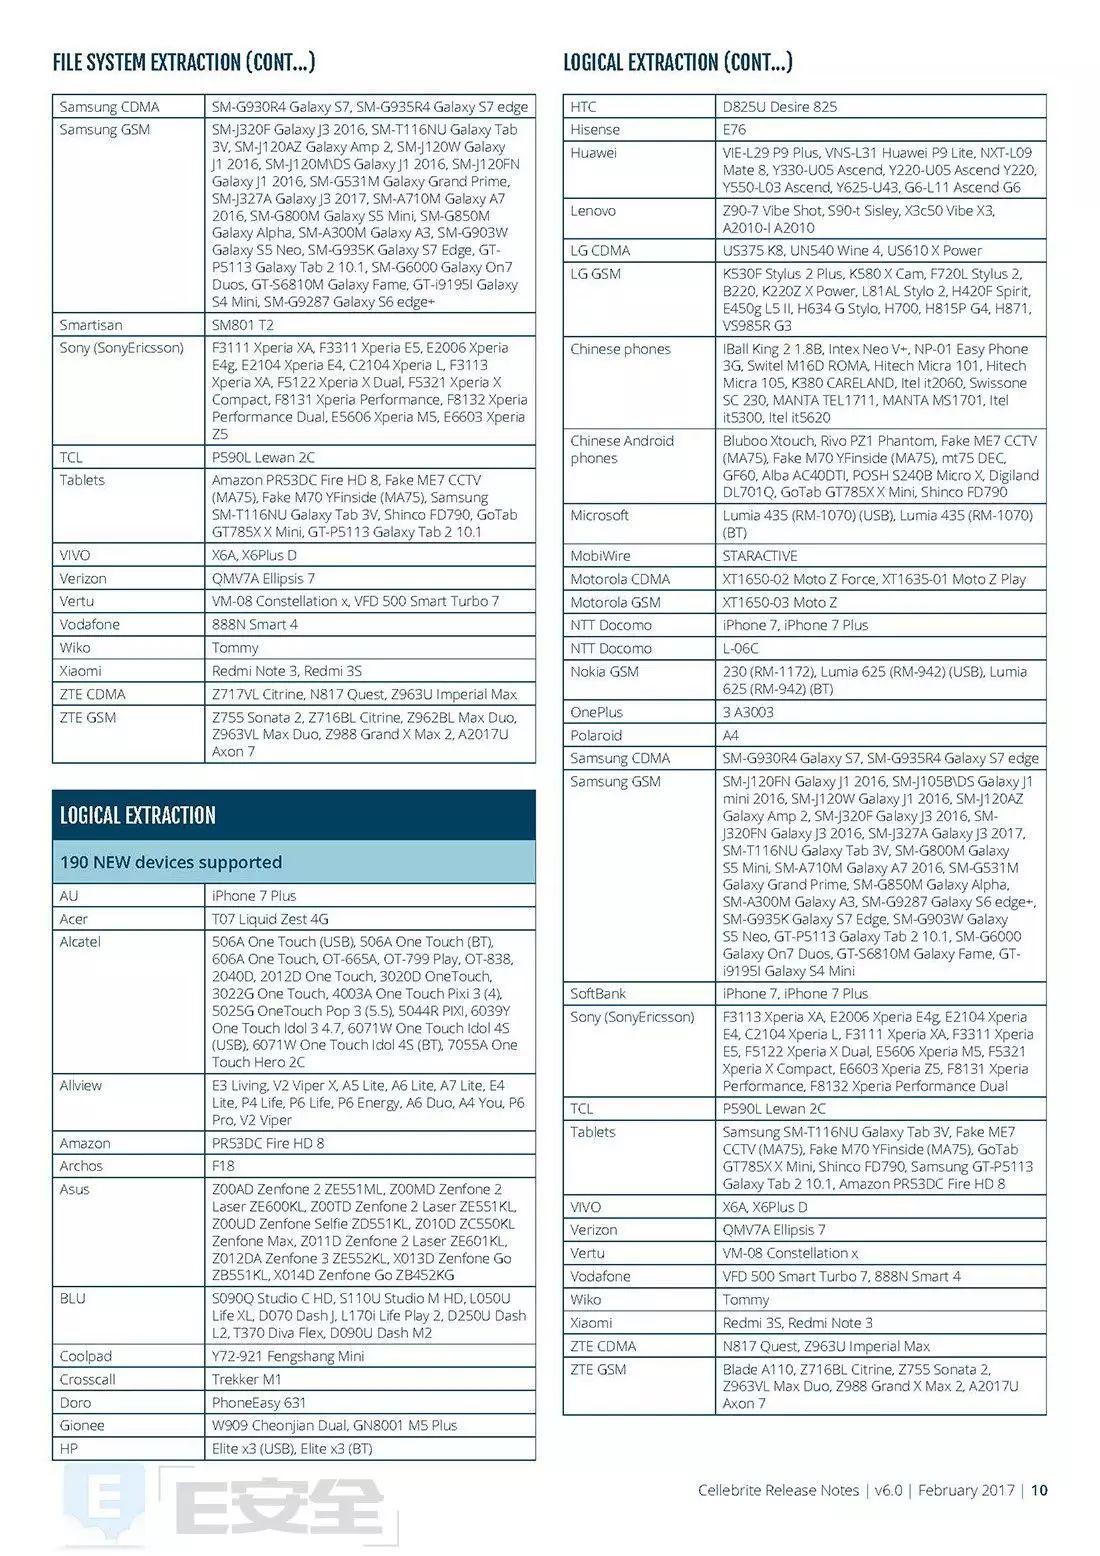 FILE SYSTEM EXTRACTION (CONT...)
Samsung CDMA
SM-G930R4 Galaxy S7, SM-G935R4 Galaxy S7 edge
Samsung GSM
SM-J320F Galaxy J3 2016, SM-T116NU Galaxy Tab
3V, SM-J120AZ Galaxy Amp 2, SM-J120W Galaxy
J1 2016, SM-J120M\DS Galaxy J1 2016, SM-J120FN
Galaxy J1 2016, SM-G531M Galaxy Grand Prime,
SM-J327A Galaxy J3 2017, SM-A710M Galaxy A7
2016, SM-G800M Galaxy S5 Mini, SM-G850M
Galaxy Alpha, SM-A300M Galaxy A3, SM-G903W
Galaxy S5 Neo, SM-G935K Galaxy S7 Edge, GT-
P5113 Galaxy Tab 2 10.1, SM-G6000 Galaxy On7
Duos, GT-S6810M Galaxy Fame, GT-i9195I Galaxy
S4 Mini, SM-G9287 Galaxy S6 edge+
Smartisan
SM801 T2
Sony (SonyEricsson)
F3111 Xperia XA, F3311 Xperia E5, E2006 Xperia
E4g, E2104 Xperia E4, C2104 Xperia L, F3113
Xperia XA, F5122 Xperia X Dual, F5321 Xperia X
Compact, F8131 Xperia Performance, F8132 Xperia
Performance Dual, E5606 Xperia M5, E6603 Xperia
Z5
TCL
P590L Lewan 2C
Tablets
Amazon PR53DC Fire HD 8, Fake ME7 CCTV
(MA75), Fake M70 YFinside (MA75), Samsung
SM-T116NU Galaxy Tab 3V, Shinco FD790, GoTab
GT785X X Mini, GT-P5113 Galaxy Tab 2 10.1
VIVO
X6A, X6Plus D
Verizon
QMV7A Ellipsis 7
Vertu
VM-08 Constellation x, VFD 500 Smart Turbo 7
Vodafone
888N Smart 4
Wiko
Tommy
Xiaomi
Redmi Note 3, Redmi 3S
ZTE CDMA
Z717VL Citrine, N817 Quest, Z963U Imperial Max
ZTE GSM
Z755 Sonata 2, Z716BL Citrine, Z962BL Max Duo,
Z963VL Max Duo, Z988 Grand X Max 2, A2017U
Axon 7
LOGICAL EXTRACTION
190 NEW devices supported
AU
iPhone 7 Plus
Acer
T07 Liquid Zest 4G
Alcatel
506A One Touch (USB), 506A One Touch (BT),
606A One Touch, OT-665A, OT-799 Play, OT-838,
2040D, 2012D One Touch, 3020D OneTouch,
3022G One Touch, 4003A One Touch Pixi 3 (4),
5025G OneTouch Pop 3 (5.5), 5044R PIXI, 6039Y
One Touch Idol 3 4.7, 6071W One Touch Idol 4S
(USB), 6071W One Touch Idol 4S (BT), 7055A One
Touch Hero 2C
Allview
E3 Living, V2 Viper X, A5 Lite, A6 Lite, A7 Lite, E4
Lite, P4 Life, P6 Life, P6 Energy, A6 Duo, A4 You, P6
Pro, V2 Viper
Amazon
PR53DC Fire HD 8
Archos
F18
Asus
Z00AD Zenfone 2 ZE551ML, Z00MD Zenfone 2
Laser ZE600KL, Z00TD Zenfone 2 Laser ZE551KL,
Z00UD Zenfone Selfie ZD551KL, Z010D ZC550KL
Zenfone Max, Z011D Zenfone 2 Laser ZE601KL,
Z012DA Zenfone 3 ZE552KL, X013D Zenfone Go
ZB551KL, X014D Zenfone Go ZB452KG
BLU
S090Q Studio C HD, S110U Studio M HD, L050U
Life XL, D070 Dash J, L170i Life Play 2, D250U Dash
L2, T370 Diva Flex, D090U Dash M2
Coolpad
Y72-921 Fengshang Mini
Crosscall
Trekker M1
Doro
PhoneEasy 631
Gionee
W909 Cheonjian Dual, GN8001 M5 Plus
HP
Elite x3 (USB), Elite x3 (BT)
LOGICAL EXTRACTION (CONT...)
HTC
D825U Desire 825
Hisense
E76
Huawei
VIE-L29 P9 Plus, VNS-L31 Huawei P9 Lite, NXT-L09
Mate 8, Y330-U05 Ascend, Y220-U05 Ascend Y220,
Y550-L03 Ascend, Y625-U43, G6-L11 Ascend G6
Lenovo
Z90-7 Vibe Shot, S90-t Sisley, X3c50 Vibe X3,
A2010-I A2010
LG CDMA
US375 K8, UN540 Wine 4, US610 X Power
LG GSM
K530F Stylus 2 Plus, K580 X Cam, F720L Stylus 2,
B220, K220Z X Power, L81AL Stylo 2, H420F Spirit,
E450g L5 II, H634 G Stylo, H700, H815P G4, H871,
VS985R G3
Chinese phones
IBall King 2 1.8B, Intex Neo V+, NP-01 Easy Phone
3G, Switel M16D ROMA, Hitech Micra 101, Hitech
Micra 105, K380 CARELAND, Itel it2060, Swissone
SC 230, MANTA TEL1711, MANTA MS1701, Itel
it5300, Itel it5620
Chinese Android
phones
Bluboo Xtouch, Rivo PZ1 Phantom, Fake ME7 CCTV
(MA75), Fake M70 YFinside (MA75), mt75 DEC,
GF60, Alba AC40DTI, POSH S240B Micro X, Digiland
DL701Q, GoTab GT785X X Mini, Shinco FD790
Microsoft
Lumia 435 (RM-1070) (USB), Lumia 435 (RM-1070)
(BT)
MobiWire
STARACTIVE
Motorola CDMA
XT1650-02 Moto Z Force, XT1635-01 Moto Z Play
Motorola GSM
XT1650-03 Moto Z
NTT Docomo
iPhone 7, iPhone 7 Plus
NTT Docomo
L-06C
Nokia GSM
230 (RM-1172), Lumia 625 (RM-942) (USB), Lumia
625 (RM-942) (BT)
OnePlus
3 A3003
Polaroid
A4
Samsung CDMA
SM-G930R4 Galaxy S7, SM-G935R4 Galaxy S7 edge
Samsung GSM
SM-J120FN Galaxy J1 2016, SM-J105B\DS Galaxy J1
mini 2016, SM-J120W Galaxy J1 2016, SM-J120AZ
Galaxy Amp 2, SM-J320F Galaxy J3 2016, SM-
J320FN Galaxy J3 2016, SM-J327A Galaxy J3 2017,
SM-T116NU Galaxy Tab 3V, SM-G800M Galaxy
S5 Mini, SM-A710M Galaxy A7 2016, SM-G531M
Galaxy Grand Prime, SM-G850M Galaxy Alpha,
SM-A300M Galaxy A3, SM-G9287 Galaxy S6 edge+,
SM-G935K Galaxy S7 Edge, SM-G903W Galaxy
S5 Neo, GT-P5113 Galaxy Tab 2 10.1, SM-G6000
Galaxy On7 Duos, GT-S6810M Galaxy Fame, GT-
i9195I Galaxy S4 Mini
SoftBank
iPhone 7, iPhone 7 Plus
Sony (SonyEricsson)
F3113 Xperia XA, E2006 Xperia E4g, E2104 Xperia
E4, C2104 Xperia L, F3111 Xperia XA, F3311 Xperia
E5, F5122 Xperia X Dual, E5606 Xperia M5, F5321
Xperia X Compact, E6603 Xperia Z5, F8131 Xperia
Performance, F8132 Xperia Performance Dual
TCL
P590L Lewan 2C
Tablets
Samsung SM-T116NU Galaxy Tab 3V, Fake ME7
CCTV (MA75), Fake M70 YFinside (MA75), GoTab
GT785X X Mini, Shinco FD790, Samsung GT-P5113
Galaxy Tab 2 10.1, Amazon PR53DC Fire HD 8
VIVO
X6A, X6Plus D
Verizon
QMV7A Ellipsis 7
Vertu
VM-08 Constellation x
Vodafone
VFD 500 Smart Turbo 7, 888N Smart 4
Wiko
Tommy
Xiaomi
Redmi 3S, Redmi Note 3
ZTE CDMA
N817 Quest, Z963U Imperial Max
ZTE GSM
Blade A110, Z716BL Citrine, Z755 Sonata 2,
Z963VL Max Duo, Z988 Grand X Max 2, A2017U
Axon 7
E
E安全
Cellebrite Release Notes | v6.0 | February 2017 | 10